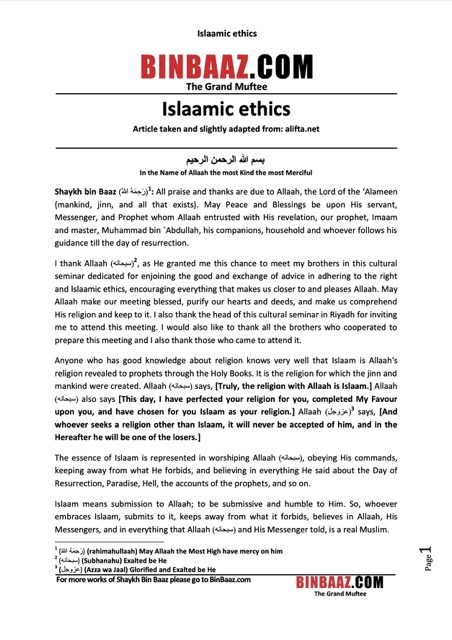 Islaamic ethics
BINBAAZ.COM
The Grand Muftee
Islaamic ethics
Article taken and slightly adapted from: alifta.net
بسم الله الرحمن الرحيم
In the Name of Allaah the most Kind the most Merciful
Shaykh bin Baaz (رَحِمَهُ اللهُ)¹: All praise and thanks are due to Allaah, the Lord of the ‘Alameen
(mankind, jinn, and all that exists). May Peace and Blessings be upon His servant,
Messenger, and Prophet whom Allaah entrusted with His revelation, our prophet, Imaam
and master, Muhammad bin `Abdullah, his companions, household and whoever follows his
guidance till the day of resurrection.
I thank Allaah (سبحانه)², as He granted me this chance to meet my brothers in this cultural
seminar dedicated for enjoining the good and exchange of advice in adhering to the right
and Islaamic ethics, encouraging everything that makes us closer to and pleases Allaah. May
Allaah make our meeting blessed, purify our hearts and deeds, and make us comprehend
His religion and keep to it. I also thank the head of this cultural seminar in Riyadh for inviting
me to attend this meeting. I would also like to thank all the brothers who cooperated to
prepare this meeting and I also thank those who came to attend it.
Anyone who has good knowledge about religion knows very well that Islaam is Allaah's
religion revealed to prophets through the Holy Books. It is the religion for which the jinn and
mankind were created. Allaah (سبحانه) says, [Truly, the religion with Allaah is Islaam.] Allaah
(سبحانه) also says [This day, I have perfected your religion for you, completed My Favour
upon you, and have chosen for you Islaam as your religion.] Allaah (عزوجل)³ says, [And
whoever seeks a religion other than Islaam, it will never be accepted of him, and in the
Hereafter he will be one of the losers.]
The essence of Islaam is represented in worshiping Allaah (سبحانه), obeying His commands,
keeping away from what He forbids, and believing in everything He said about the Day of
Resurrection, Paradise, Hell, the accounts of the prophets, and so on.
Islaam means submission to Allaah; to be submissive and humble to Him. So, whoever
embraces Islaam, submits to it, keeps away from what it forbids, believes in Allaah, His
Messengers, and in everything that Allaah (سبحانه) and His Messenger told, is a real Muslim.
¹ (رَحِمَهُ اللهُ) (rahimahullaah) May Allaah the Most High have mercy on him
² (سبحانه) (Subhanahu) Exalted be He
³ (عزوجل) (Azza wa Jaal) Glorified and Exalted be He
For more works of Shaykh Bin Baaz please go to BinBaaz.com
BINBAAZ.COM
The Grand Muftee
Page 1